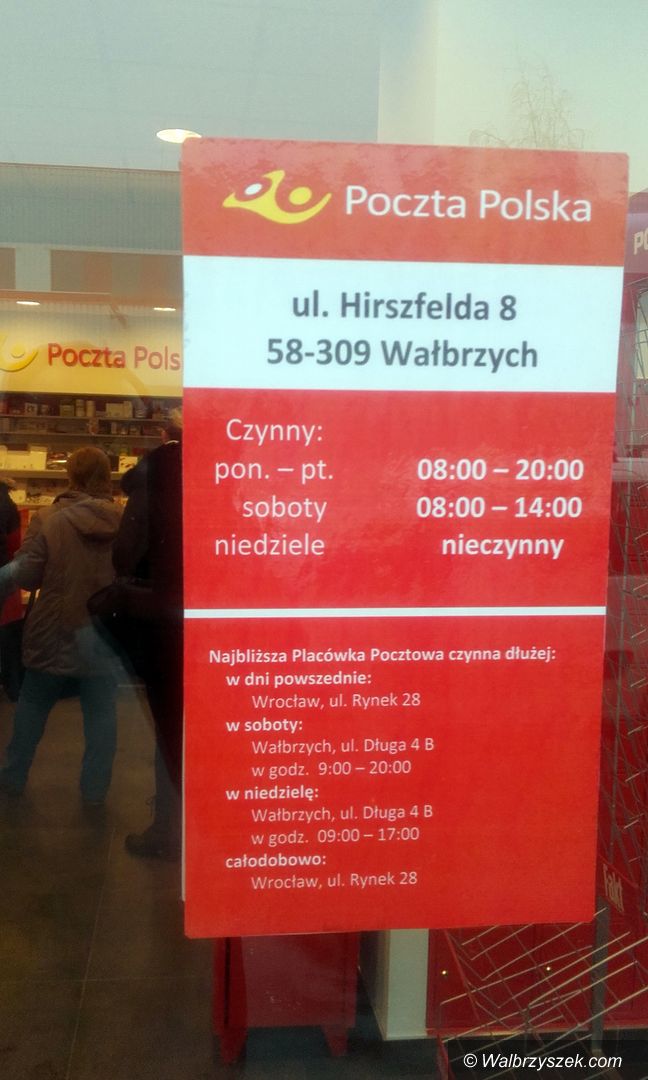 Poczta Polska
ul. Hirszfelda 8
58-309 Wałbrzych
Czynny:
pon. – pt. 08:00 – 20:00
soboty 08:00 – 14:00
niedziele nieczynny
Najbliższa Placówka Pocztowa czynna dłużej:
w dni powszednie:
Wrocław, ul. Rynek 28
w soboty:
Wałbrzych, ul. Długa 4 B
w godz. 9:00 – 20:00
w niedzielę:
Wałbrzych, ul. Długa 4 B
w godz. 09:00 – 17:00
całodobowo:
Wrocław, ul. Rynek 28
Poczta Pols
Fakt
© Walbrzyszek.com